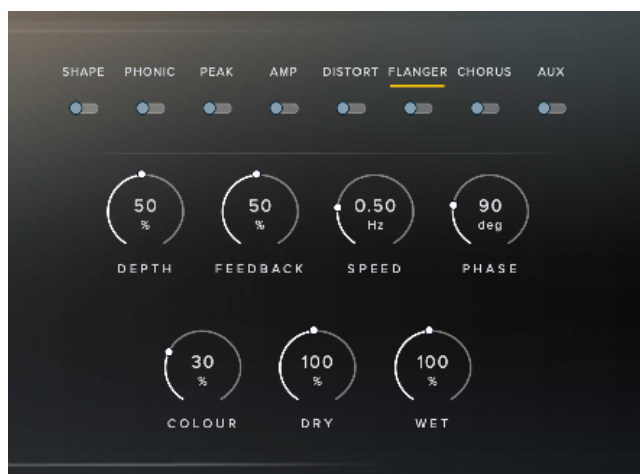 SHAPE PHONIC PEAK AMP DISTORT FLANGER CHORUS AUX
50 50 0.50 90
% % Hz deg
DEPTH FEEDBACK SPEED PHASE
30 100 100
% % %
COLOUR DRY WET